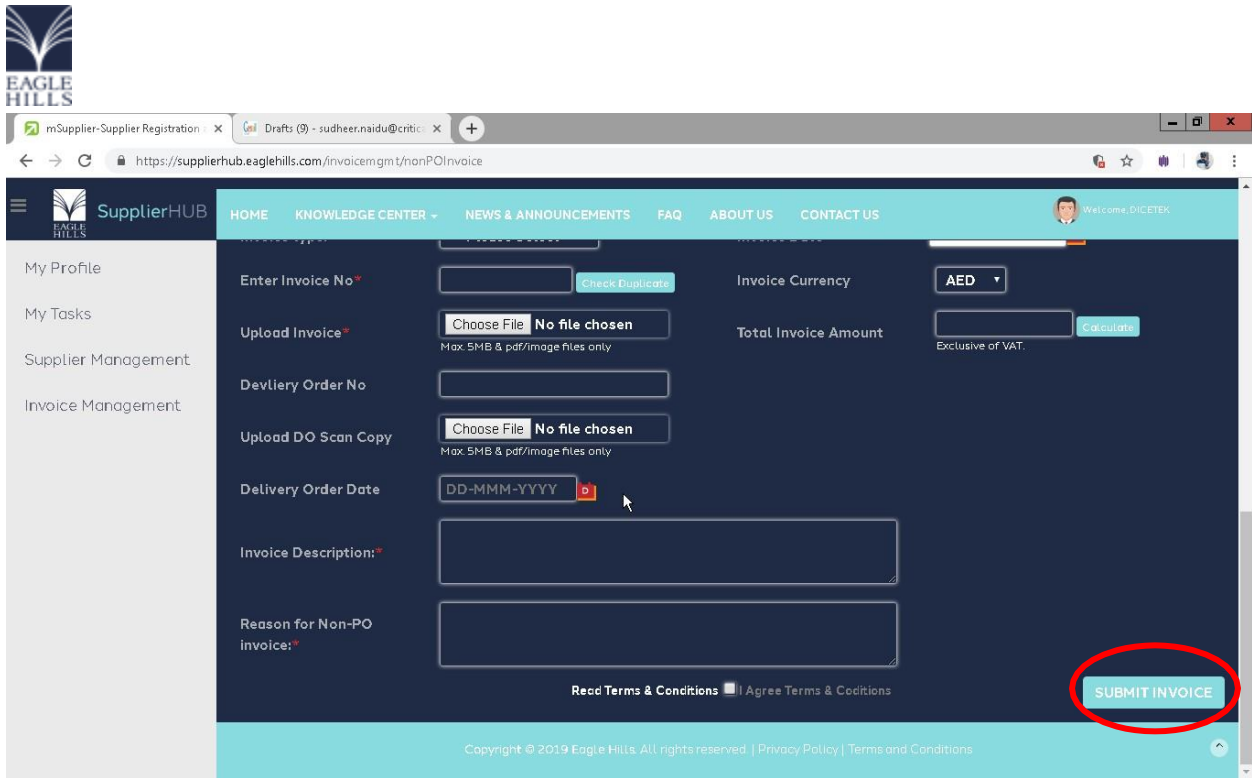 EAGLE
HILLS
mSupplier-Supplier Registration
Drafts (9) - sudheer.naidu@critic
https://supplierhub.eaglehills.com/invoicemgmt/nonPOInvoice
EAGLE
HILLS
SupplierHUB
HOME KNOWLEDGE CENTER NEWS & ANNOUNCEMENTS FAQ ABOUT US CONTACT US
Welcome, DICETEK
My Profile
My Tasks
Supplier Management
Invoice Management
Enter Invoice No*
Check Duplicate
Invoice Currency
AED
Upload Invoice*
Choose File No file chosen
Max. 5MB & pdf/image files only
Total Invoice Amount
Calculate
Exclusive of VAT.
Devliery Order No
Upload DO Scan Copy
Choose File No file chosen
Max. 5MB & pdf/image files only
Delivery Order Date
DD-MMM-YYYY
D
Invoice Description:*
Reason for Non-PO
invoice:*
Read Terms & Conditions I Agree Terms & Coditions
SUBMIT INVOICE
Copyright © 2019 Eagle Hills. All rights reserved. | Privacy Policy | Terms and Conditions